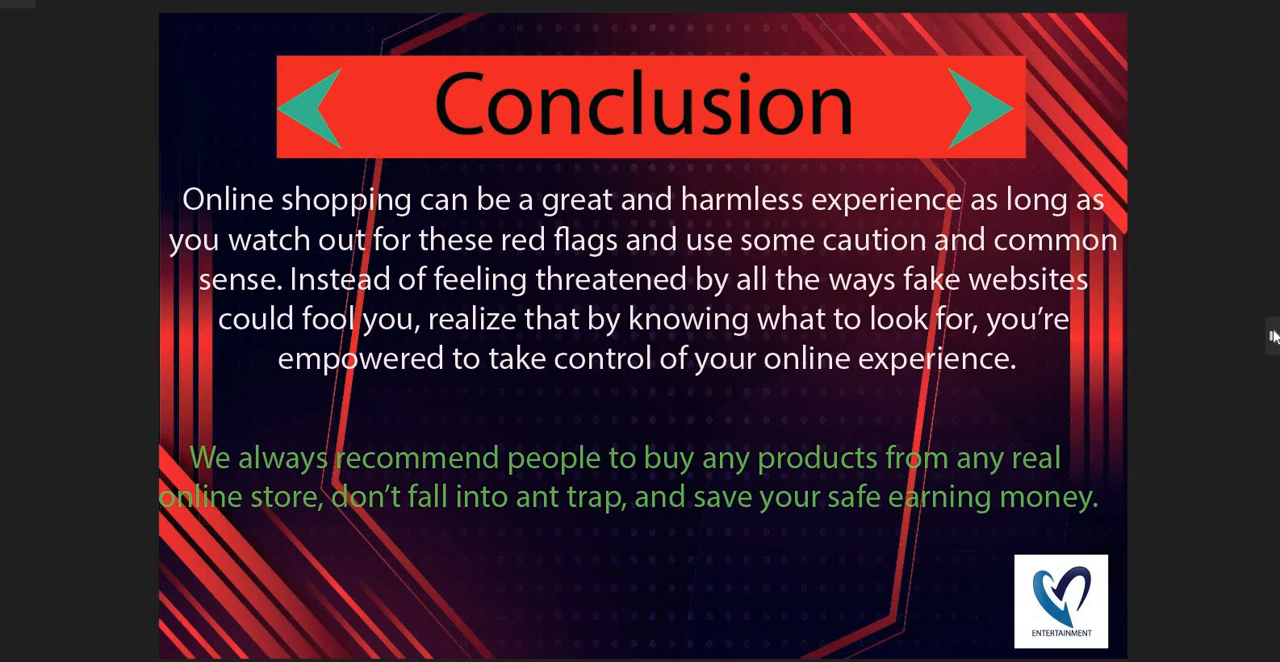 Conclusion
Online shopping can be a great and harmless experience as long as
you watch out for these red flags and use some caution and common
sense. Instead of feeling threatened by all the ways fake websites
could fool you, realize that by knowing what to look for, you’re
empowered to take control of your online experience.
We always recommend people to buy any products from any real
online store, don’t fall into ant trap, and save your safe earning money.
ENTERTAINMENT